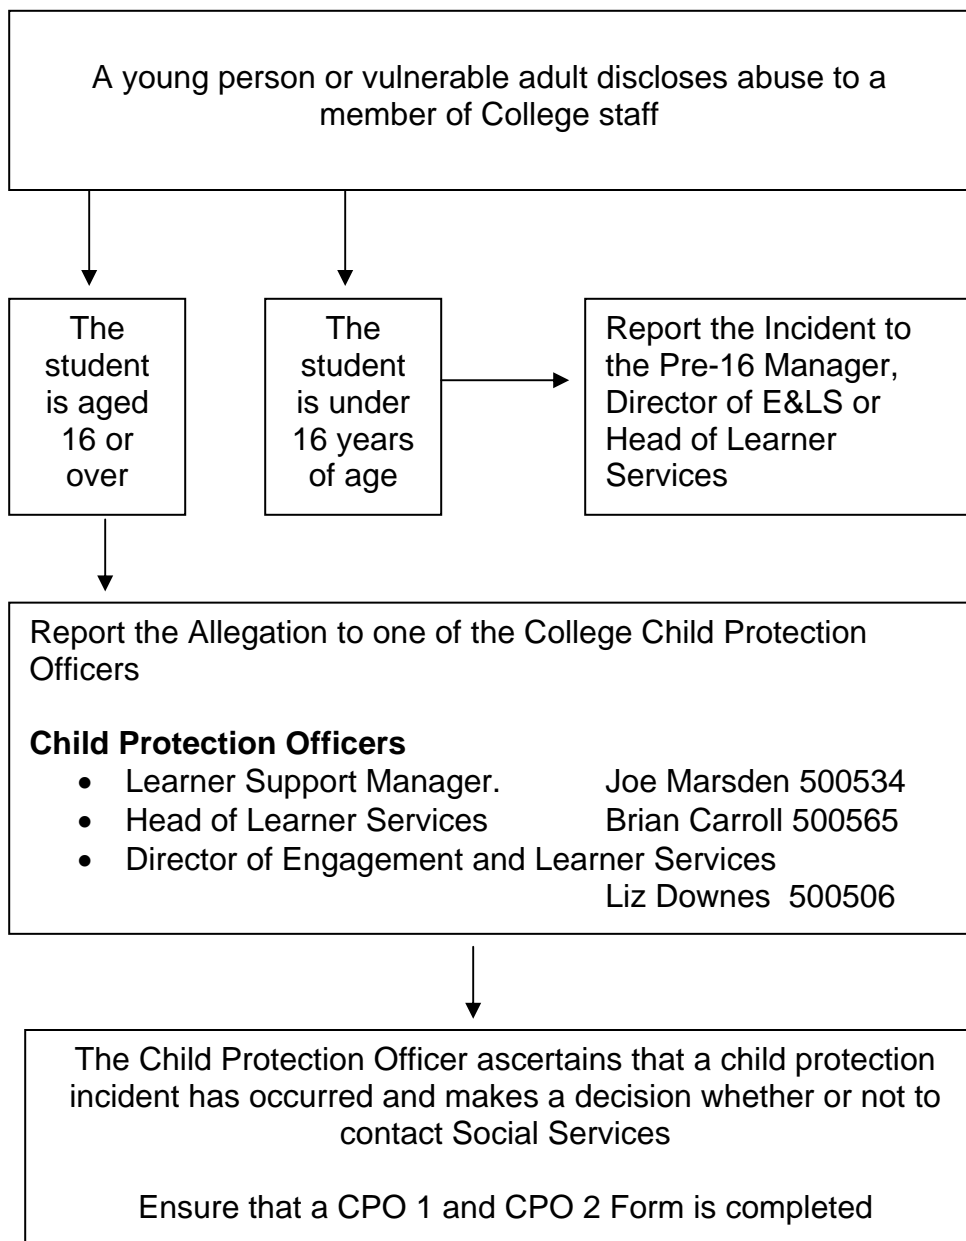 A young person or vulnerable adult discloses abuse to a
member of College staff
The
student
is aged
16 or
over
The
student
is under
16 years
of age
Report the Incident to
the Pre-16 Manager,
Director of E&LS or
Head of Learner
Services
Report the Allegation to one of the College Child Protection
Officers
Child Protection Officers
• Learner Support Manager. Joe Marsden 500534
• Head of Learner Services Brian Carroll 500565
• Director of Engagement and Learner Services
Liz Downes 500506
The Child Protection Officer ascertains that a child protection
incident has occurred and makes a decision whether or not to
contact Social Services
Ensure that a CPO 1 and CPO 2 Form is completed